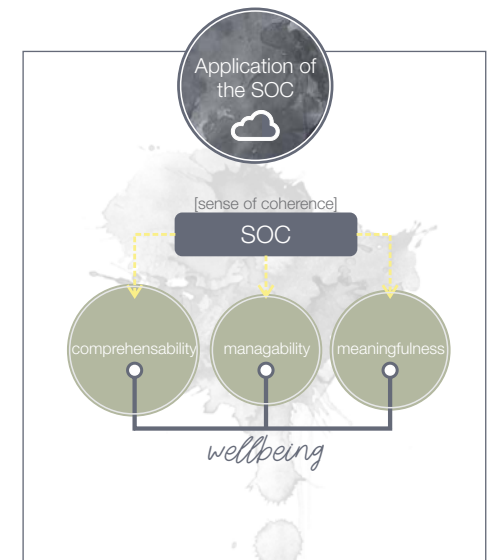 Application of
the SOC
[sense of coherence]
SOC
comprehensability
managability
meaningfulness
wellbeing